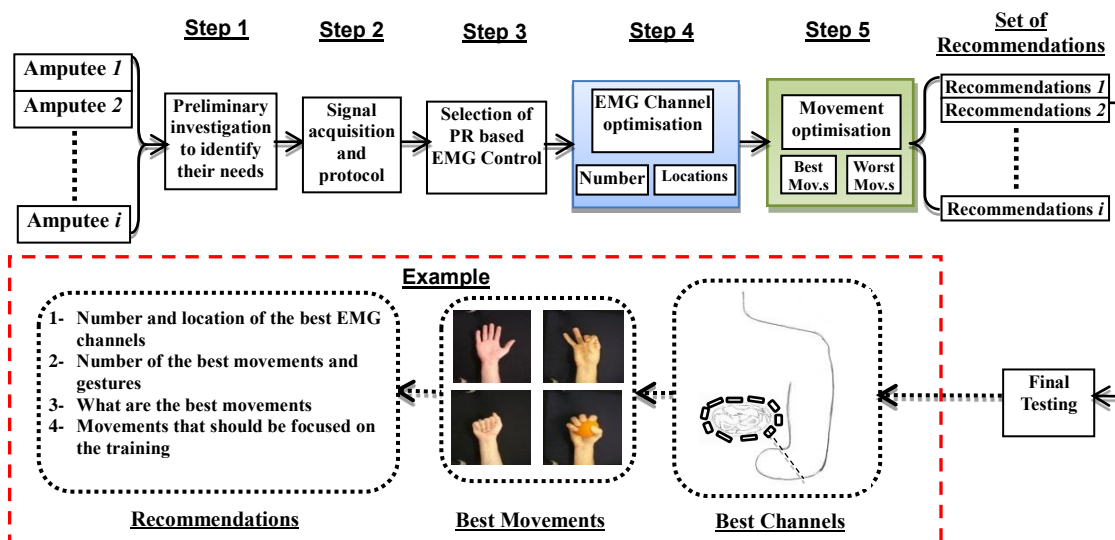 Step 1
Step 2
Step 3
Step 4
Step 5
Set of
Recommendations
Amputee 1
Amputee 2
Amputee i
Preliminary
investigation
to identify
their needs
Signal
acquisition
and
protocol
Selection of
PR based
EMG Control
EMG Channel
optimisation
Number
Locations
Movement
optimisation
Best
Mov.s
Worst
Mov.s
Recommendations 1
Recommendations 2
Recommendations i
Example
1- Number and location of the best EMG
channels
2- Number of the best movements and
gestures
3- What are the best movements
4- Movements that should be focused on
the training
Recommendations
Best Movements
Best Channels
Final
Testing